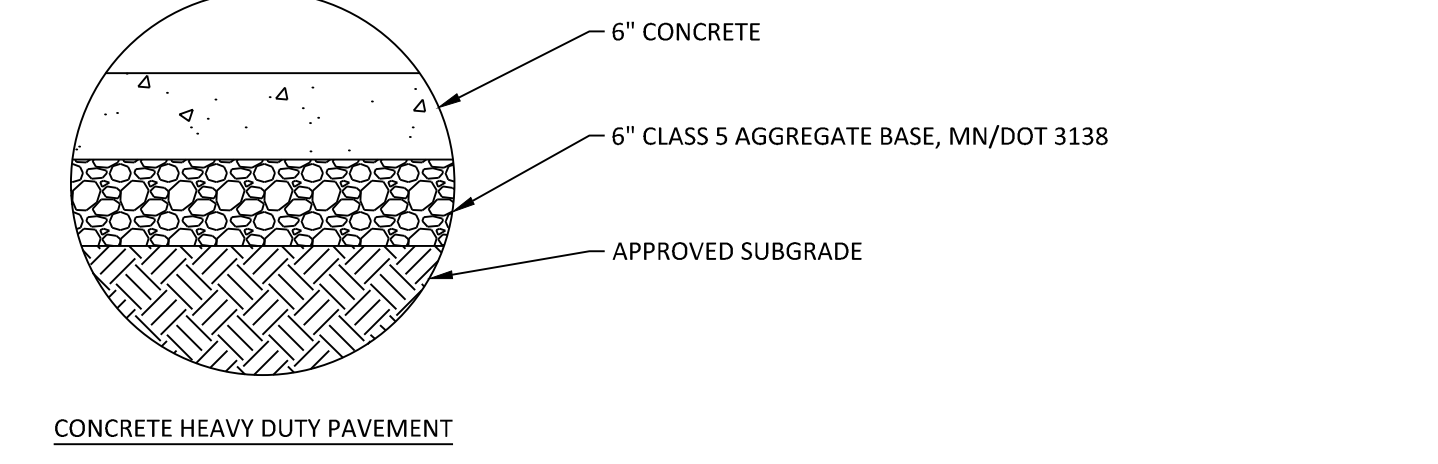 6" CONCRETE
6" CLASS 5 AGGREGATE BASE, MN/DOT 3138
APPROVED SUBGRADE
CONCRETE HEAVY DUTY PAVEMENT